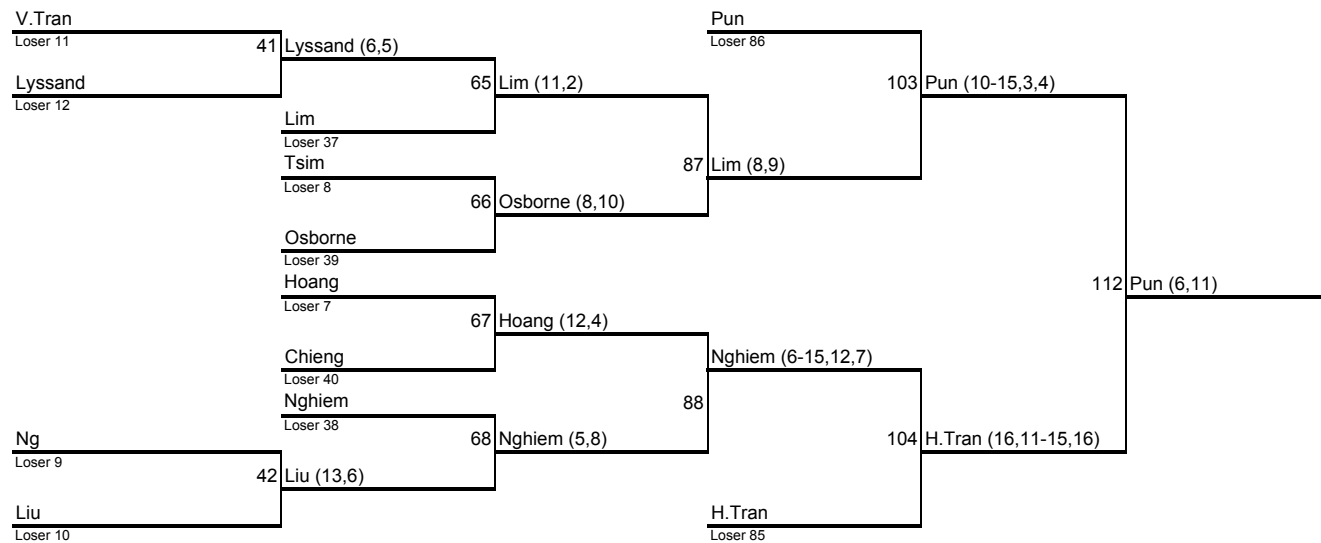 V.Tran
Loser 11
41 Lyssand (6,5)
Lyssand
Loser 12
65 Lim (11,2)
Lim
Loser 37
Tsim
Loser 8
66 Osborne (8,10)
Osborne
Loser 39
87 Lim (8,9)
Pun
Loser 86
103 Pun (10-15,3,4)
Hoang
Loser 7
67 Hoang (12,4)
Chieng
Loser 40
Nghiem
Loser 38
68 Nghiem (5,8)
Ng
Loser 9
42 Liu (13,6)
Liu
Loser 10
Nghiem (6-15,12,7)
88
104 H.Tran (16,11-15,16)
H.Tran
Loser 85
112 Pun (6,11)